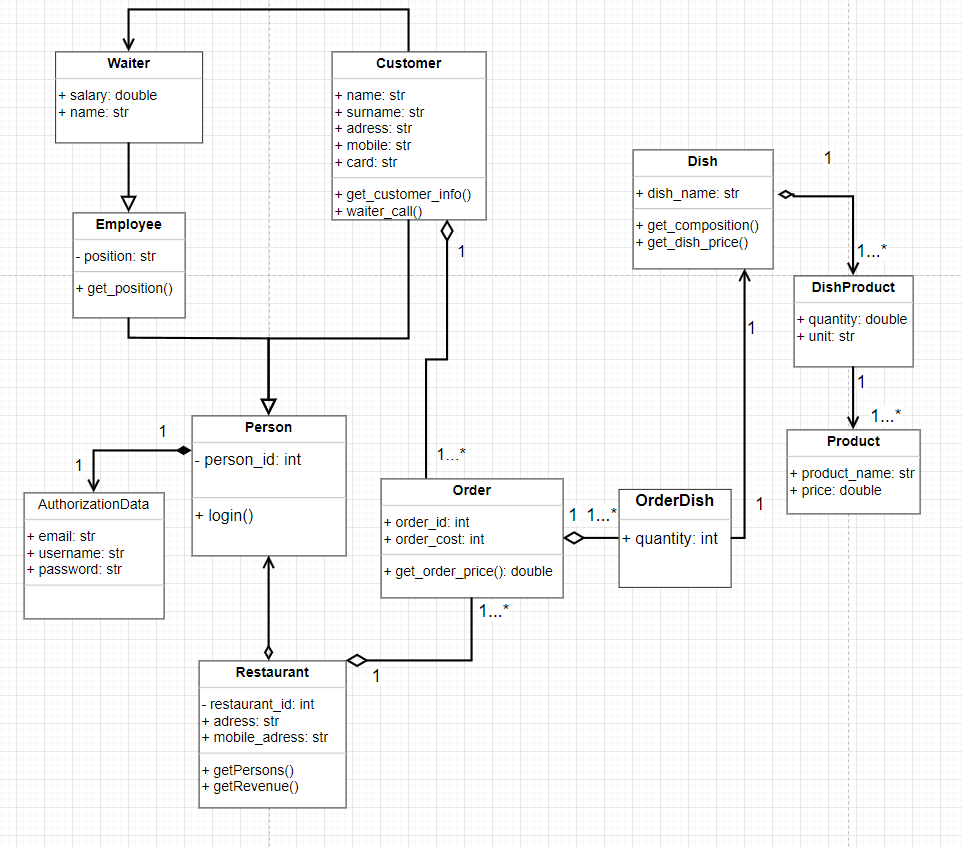 Waiter
+ salary: double
+ name: str
Customer
+ name: str
+ surname: str
+ adress: str
+ mobile: str
+ card: str
+ get_customer_info()
+ waiter_call()
1
Employee
- position: str
+ get_position()
Dish
+ dish_name: str
+ get_composition()
+ get_dish_price()
1
1...*
DishProduct
+ quantity: double
+ unit: str
1
1
1...*
Product
+ product_name: str
+ price: double
Person
- person_id: int
+ login()
1
1
AuthorizationData
+ email: str
+ username: str
+ password: str
1...*
Order
+ order_id: int
+ order_cost: int
+ get_order_price(): double
1 1...*
OrderDish
+ quantity: int
1
1...*
1
Restaurant
- restaurant_id: int
+ adress: str
+ mobile_adress: str
+ getPersons()
+ getRevenue()